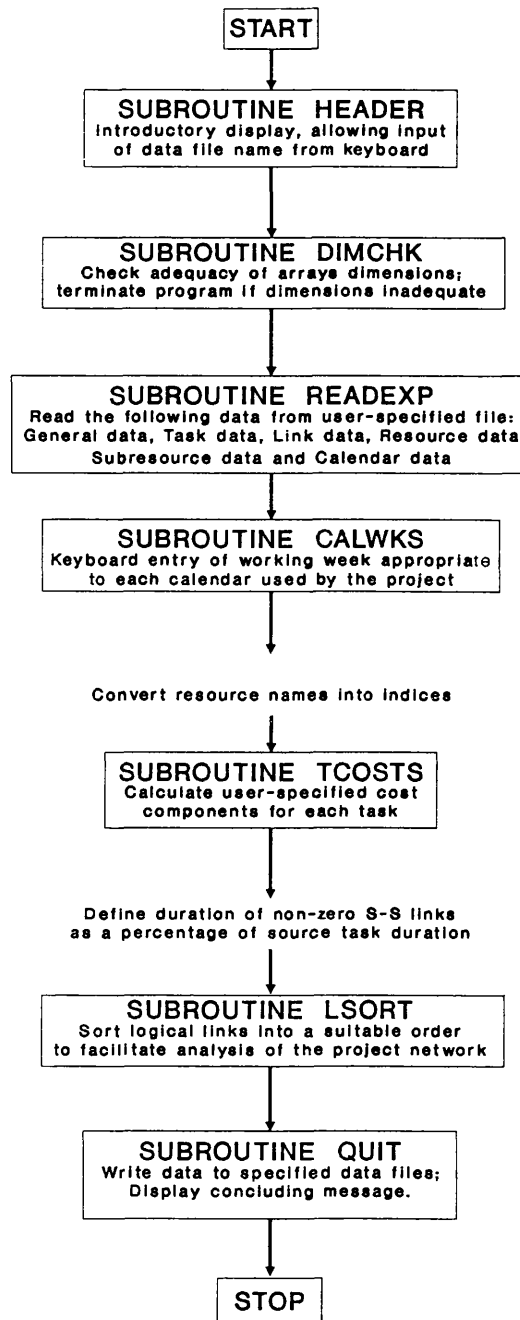 START
SUBROUTINE HEADER
Introductory display, allowing input
of data file name from keyboard
SUBROUTINE DIMCHK
Check adequacy of arrays dimensions;
terminate program if dimensions inadequate
SUBROUTINE READEXP
Read the following data from user-specified file:
General data, Task data, Link data, Resource data
Subresource data and Calendar data
SUBROUTINE CALWKS
Keyboard entry of working week appropriate
to each calendar used by the project
Convert resource names into indices
SUBROUTINE TCOSTS
Calculate user-specified cost
components for each task
Define duration of non-zero S-S links
as a percentage of source task duration
SUBROUTINE LSORT
Sort logical links into a suitable order
to facilitate analysis of the project network
SUBROUTINE QUIT
Write data to specified data files;
Display concluding message.
STOP